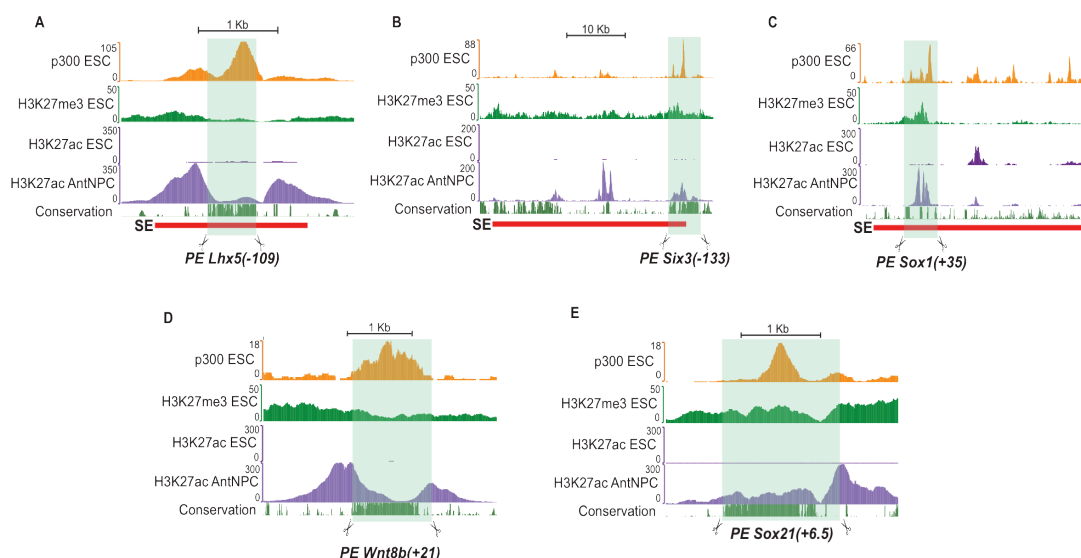 A
1 Kb
p300 ESC
105
0
H3K27me3 ESC
50
0
H3K27ac ESC
350
0
H3K27ac AntNPC
350
0
Conservation
SE
PE Lhx5(-109)
B
10 Kb
p300 ESC
88
0
H3K27me3 ESC
50
0
H3K27ac ESC
200
0
H3K27ac AntNPC
200
0
Conservation
SE
PE Six3(-133)
C
p300 ESC
66
0
H3K27me3 ESC
50
0
H3K27ac ESC
300
0
H3K27ac AntNPC
300
0
Conservation
SE
PE Sox1(+35)
D
1 Kb
p300 ESC
18
0
H3K27me3 ESC
50
0
H3K27ac ESC
300
0
H3K27ac AntNPC
300
0
Conservation
PE Wnt8b(+21)
E
1 Kb
p300 ESC
18
0
H3K27me3 ESC
50
0
H3K27ac ESC
300
0
H3K27ac AntNPC
300
0
Conservation
PE Sox21(+6.5)